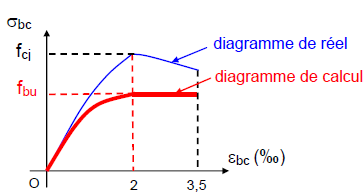 σbc
fcj
diagramme de réel
diagramme de calcul
fbu
εbc (‰)
O
2
3,5